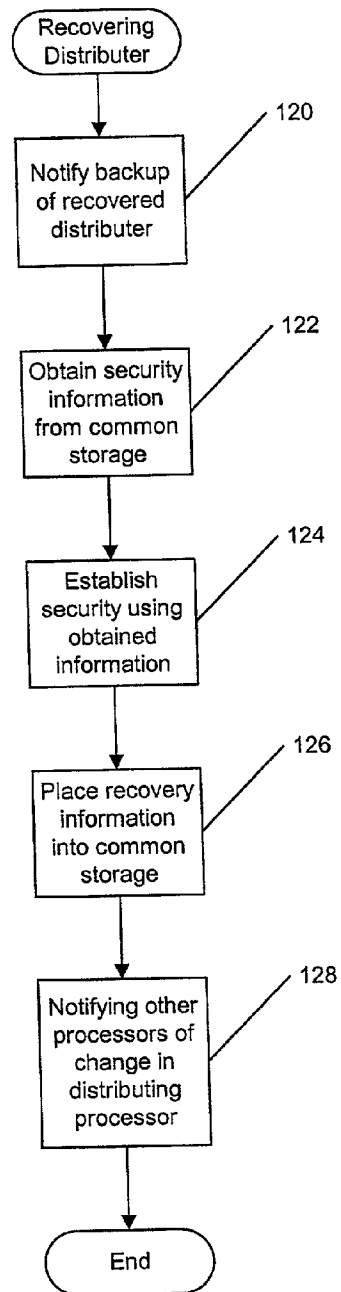 Recovering
Distributer
120
Notify backup
of recovered
distributer
122
Obtain security
information
from common
storage
124
Establish
security using
obtained
information
126
Place recovery
information
into common
storage
128
Notifying other
processors of
change in
distributing
processor
End